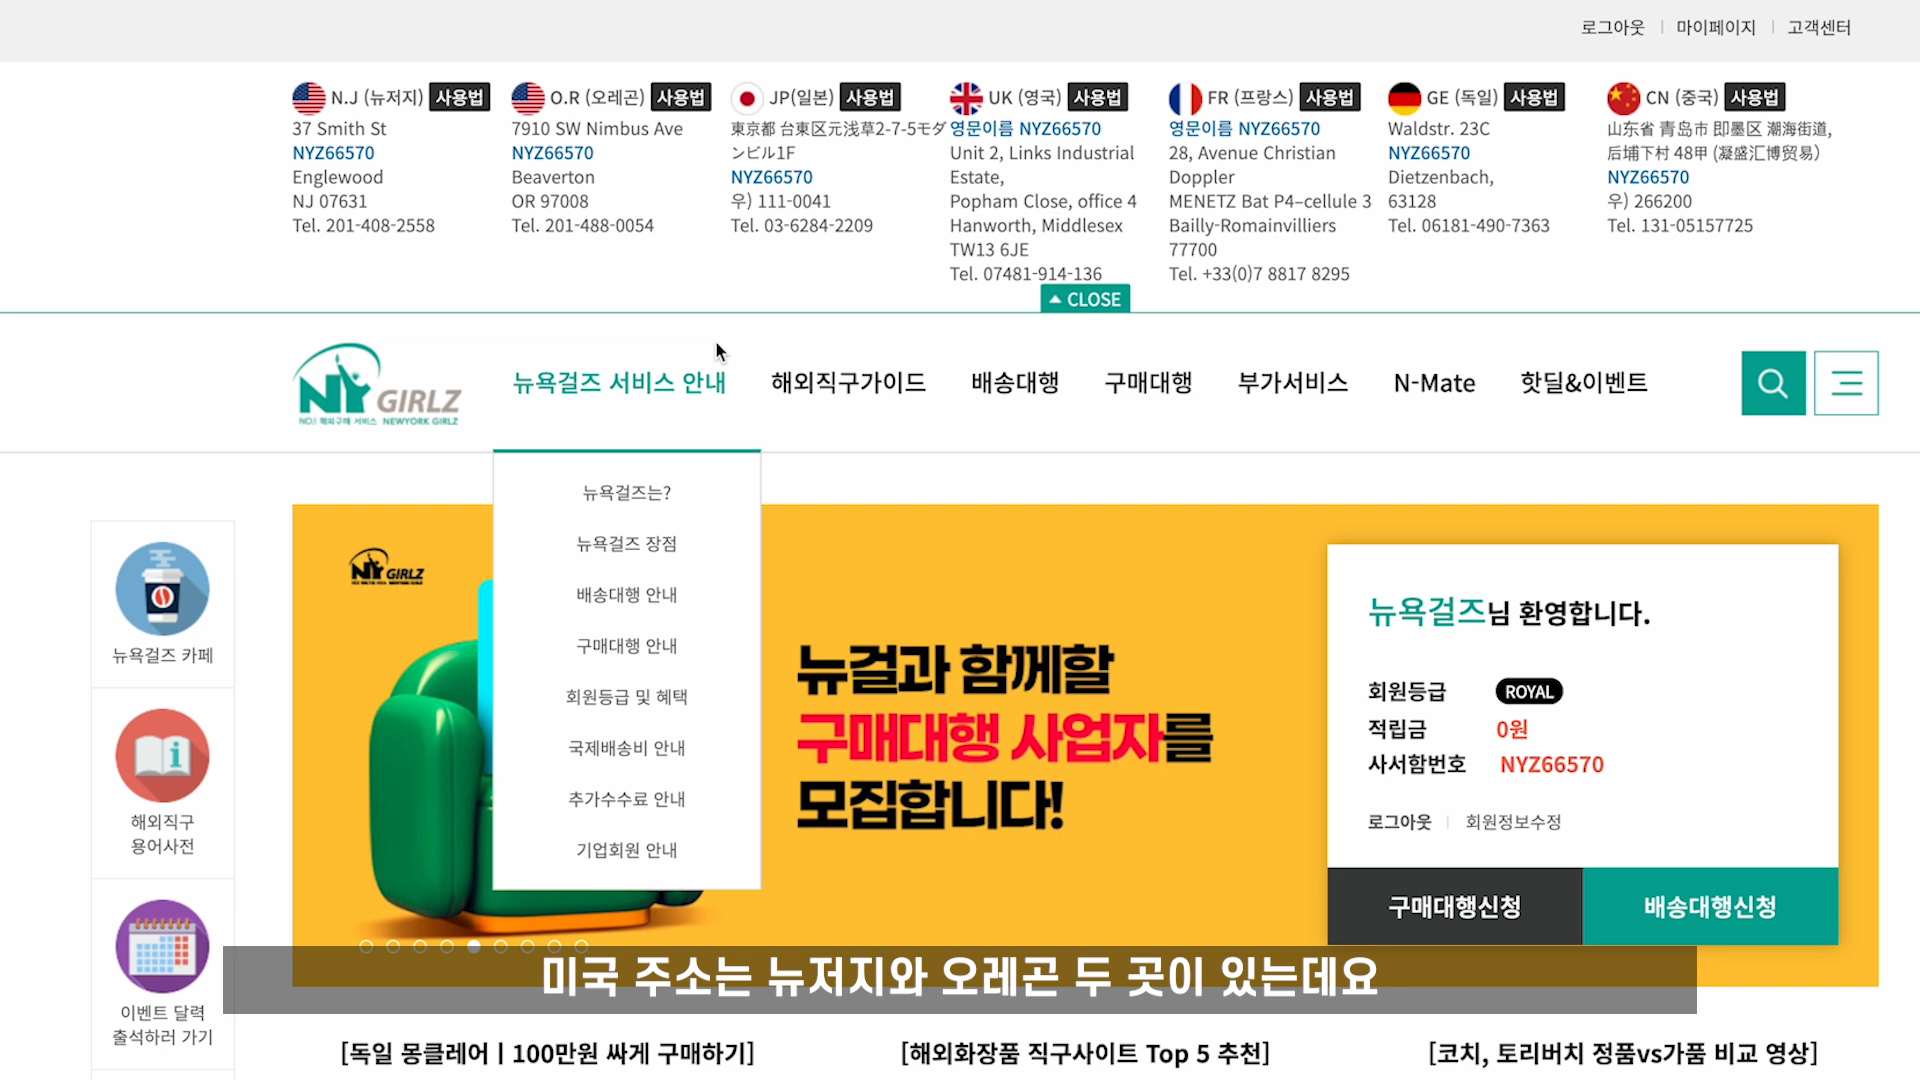 로그아웃 마이페이지 고객센터
N.J (뉴저지) 사용법
37 Smith St
NYZ66570
Englewood
NJ 07631
Tel. 201-408-2558
O.R (오레곤) 사용법
7910 SW Nimbus Ave
NYZ66570
Beaverton
OR 97008
Tel. 201-488-0054
JP(일본) 사용법
東京都 台東区元浅草2-7-5モダ
ンビル1F
NYZ66570
우) 111-0041
Tel. 03-6284-2209
UK (영국) 사용법
영문이름 NYZ66570
Unit 2, Links Industrial
Estate,
Popham Close, office 4
Hanworth, Middlesex
TW13 6JE
Tel. 07481-914-136
FR (프랑스) 사용법
영문이름 NYZ66570
28, Avenue Christian
Doppler
MENETZ Bat P4–cellule 3
Bailly-Romainvilliers
77700
Tel. +33(0)7 8817 8295
GE (독일) 사용법
Waldstr. 23C
NYZ66570
Dietzenbach,
63128
Tel. 06181-490-7363
CN (중국) 사용법
山东省 青岛市 即墨区 潮海街道,
后埔下村 48甲 (凝盛汇博贸易）
NYZ66570
우) 266200
Tel. 131-05157725
CLOSE
NY GIRLZ
NO.1 해외구매 서비스 NEWYORK GIRLZ
뉴욕걸즈 서비스 안내 해외직구가이드 배송대행 구매대행 부가서비스 N-Mate 핫딜&이벤트
뉴욕걸즈는?
뉴욕걸즈 장점
배송대행 안내
구매대행 안내
회원등급 및 혜택
국제배송비 안내
추가수수료 안내
기업회원 안내
뉴욕걸즈 카페
해외직구
용어사전
이벤트 달력
출석하러 가기
NY GIRLZ
뉴걸과 함께할
구매대행 사업자를
모집합니다!
뉴욕걸즈님 환영합니다.
회원등급 ROYAL
적립금 0원
사서함번호 NYZ66570
로그아웃 회원정보수정
구매대행신청 배송대행신청
미국 주소는 뉴저지와 오레곤 두 곳이 있는데요
[독일 몽클레어ㅣ100만원 싸게 구매하기]
[해외화장품 직구사이트 Top 5 추천]
[코치, 토리버치 정품vs가품 비교 영상]